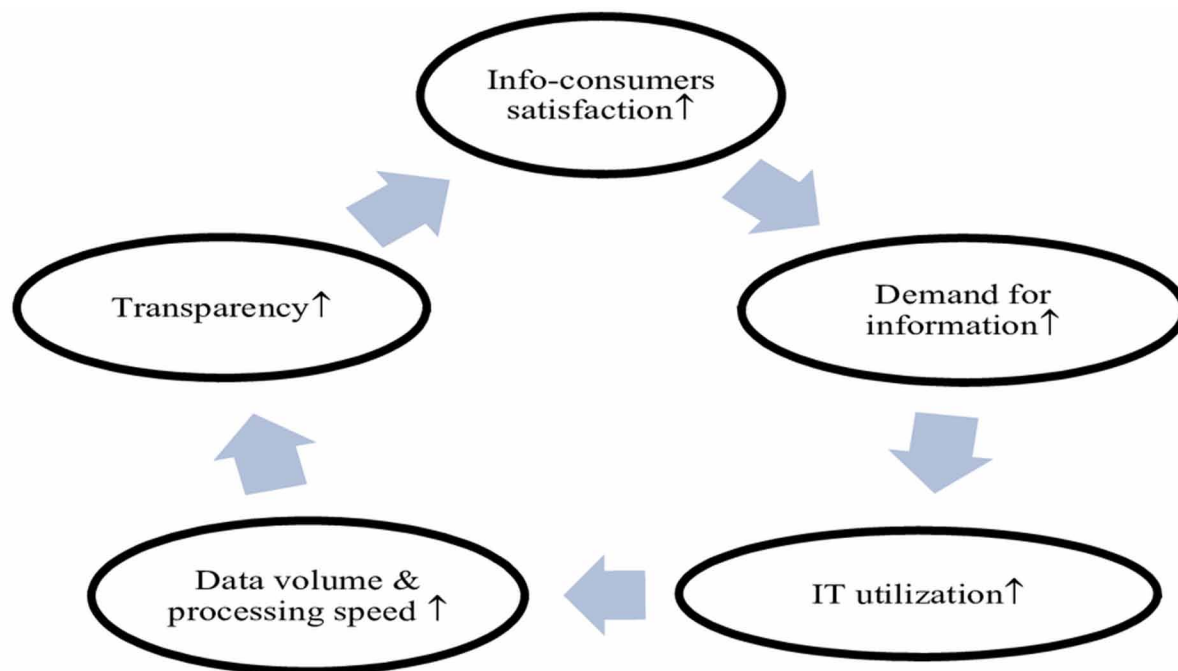 Info-consumers
satisfaction↑
Transparency↑
Demand for
information↑
Data volume &
processing speed ↑
IT utilization↑